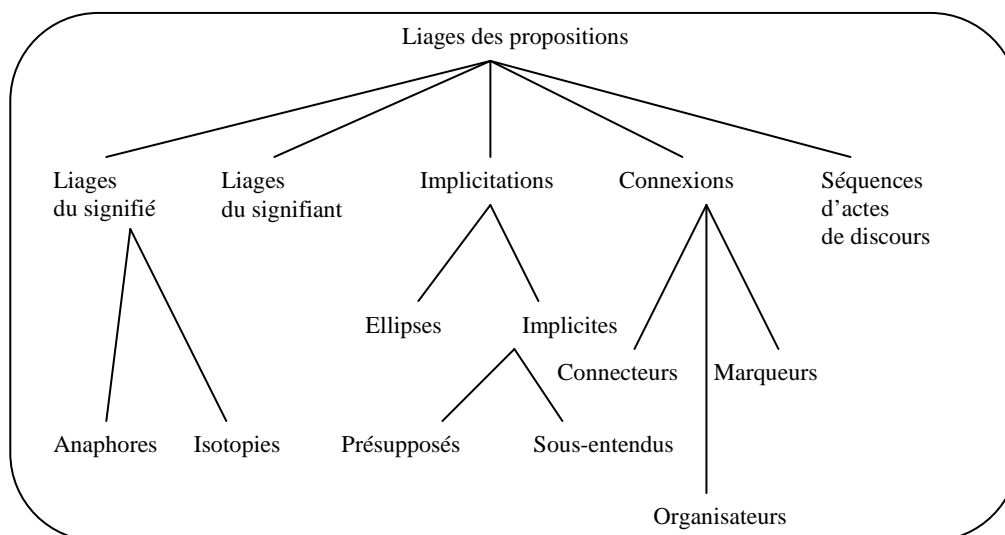 Liages des propositions
Liages
du signifié
Liages
du signifiant
Implicitations
Connexions
Séquences
d'actes
de discours
Ellipses
Implicites
Connecteurs
Marqueurs
Anaphores
Isotopies
Présupposés
Sous-entendus
Organisateurs